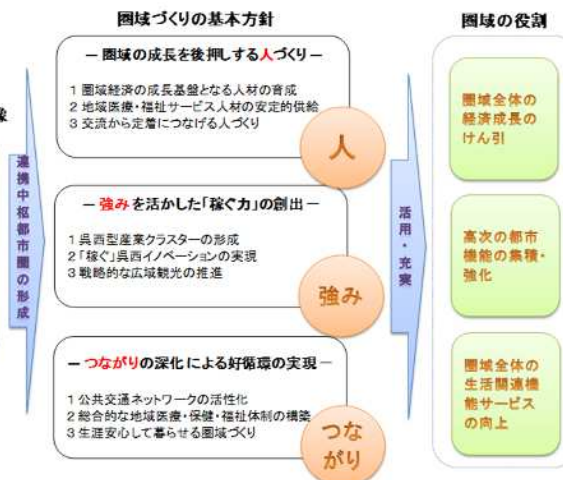 圏域づくりの基本方針
圏域の役割
像
連携中枢都市圏の形成
― 圏域の成長を後押しする人づくり ―
1 圏域経済の成長基盤となる人材の育成
2 地域医療・福祉サービス人材の安定的供給
3 交流から定着につなげる人づくり
人
― 強みを活かした「稼ぐ力」の創出 ―
1 呉西型産業クラスターの形成
2 「稼ぐ」呉西イノベーションの実現
3 戦略的な広域観光の推進
強み
― つながりの深化による好循環の実現 ―
1 公共交通ネットワークの活性化
2 総合的な地域医療・保健・福祉体制の構築
3 生涯安心して暮らせる圏域づくり
つな
がり
活用・充実
圏域全体の
経済成長の
けん引
高次の都市
機能の集積・
強化
圏域全体の
生活関連機
能サービス
の向上